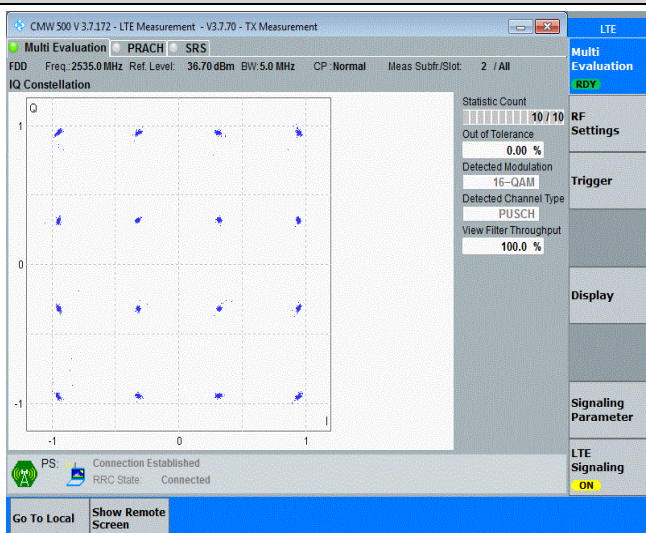 CMW 500 V 3.7.172 - LTE Measurement  - V3.7.70 - TX Measurement
LTE
Multi Evaluation PRACH SRS
Multi
Evaluation
RDY
FDD Freq.:2535.0 MHz Ref. Level: 36.70 dBm BW:5.0 MHz CP :Normal Meas Subfr./Slot: 2 / All
IQ Constellation
Q
1
0
-1
-1
0
1
I
Statistic Count
10 / 10
Out of Tolerance
0.00 %
Detected Modulation
16-QAM
Detected Channel Type
PUSCH
View Filter Throughput
100.0 %
RF
Settings
Trigger
Display
Signaling
Parameter
LTE
Signaling
ON
PS: Connection Established
RRC State: Connected
Go To Local
Show Remote
Screen